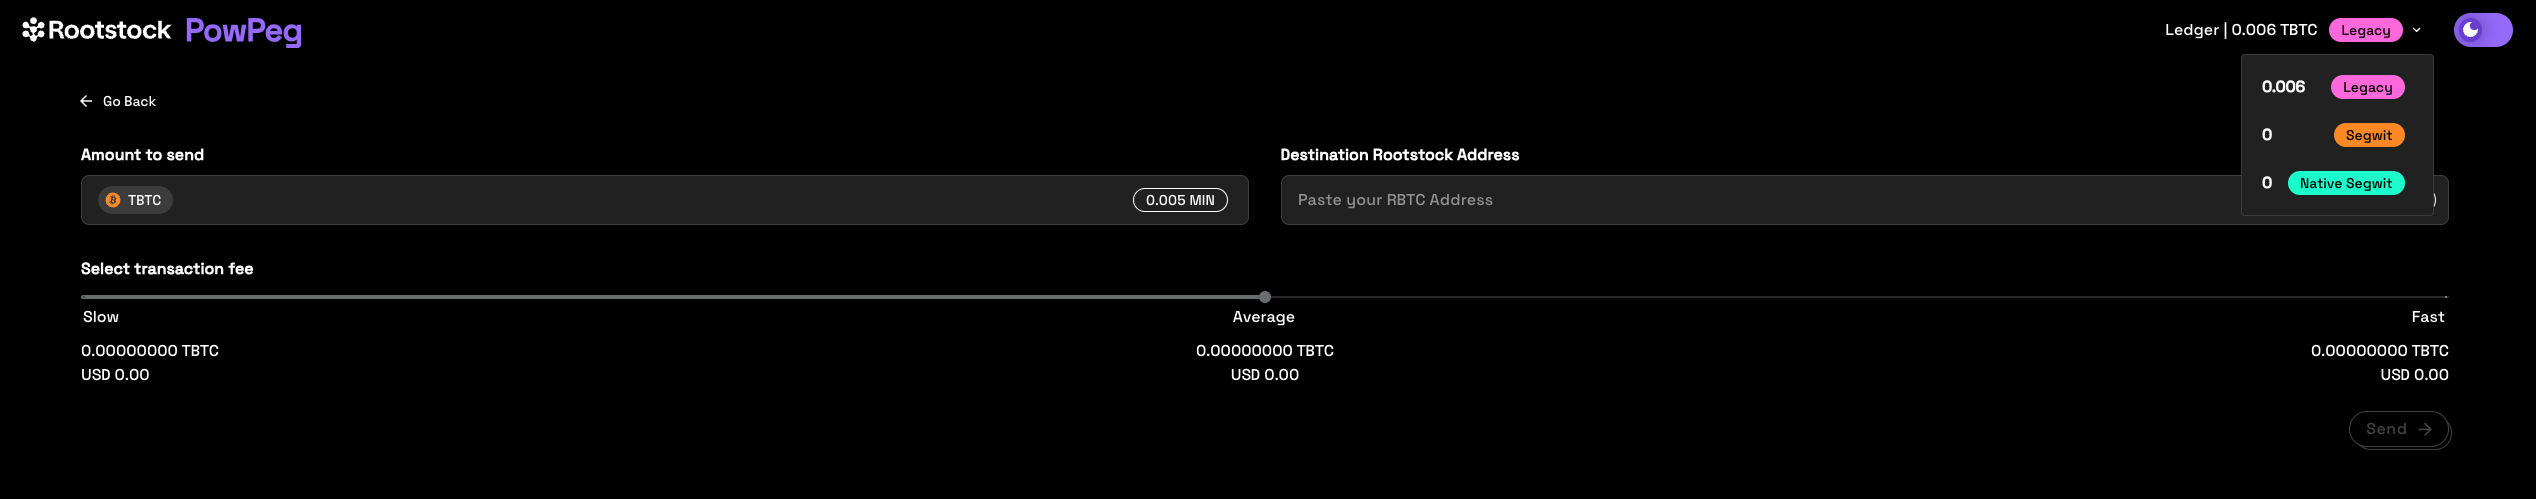 Rootstock PowPeg
Ledger | 0.006 TBTC Legacy
0.006 Legacy
0 Segwit
0 Native Segwit
Go Back
Amount to send
TBTC 0.005 MIN
Destination Rootstock Address
Paste your RBTC Address
Select transaction fee
Slow Average Fast
0.00000000 TBTC 0.00000000 TBTC 0.00000000 TBTC
USD 0.00 USD 0.00 USD 0.00
Send